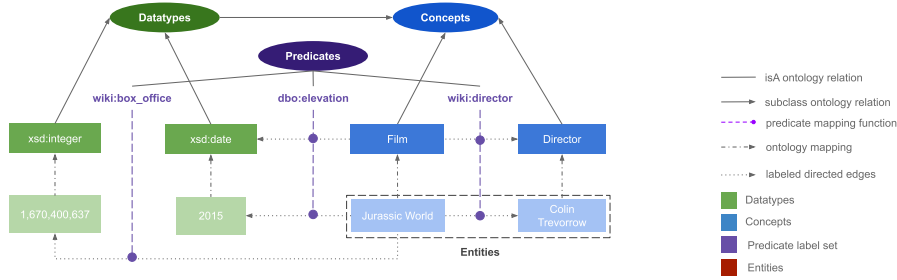 Datatypes
Concepts
Predicates
wiki:box_office
dbo:elevation
wiki:director
xsd:integer
xsd:date
Film
Director
1,670,400,637
2015
Jurassic World
Colin
Trevorrow
Entities
isA ontology relation
subclass ontology relation
predicate mapping function
ontology mapping
labeled directed edges
Datatypes
Concepts
Predicate label set
Entities